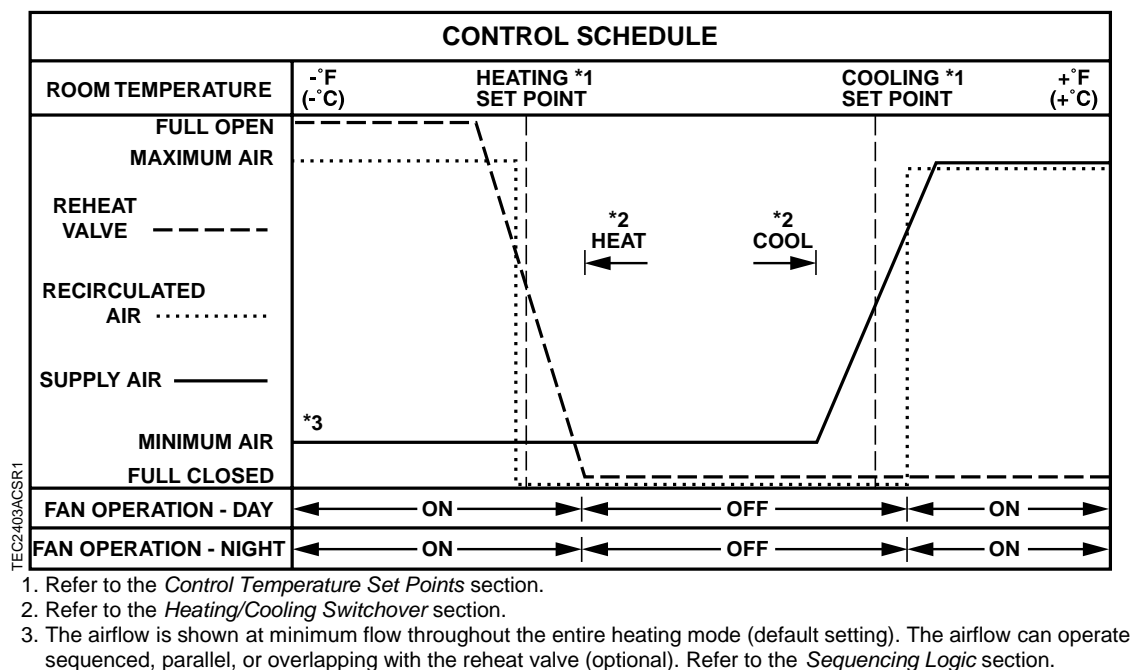 CONTROL SCHEDULE
ROOM TEMPERATURE
-˚F
(-˚C)
HEATING *1
SET POINT
COOLING *1
SET POINT
+˚F
(+˚C)
FULL OPEN
MAXIMUM AIR
REHEAT
VALVE
*2
HEAT
*2
COOL
RECIRCULATED
AIR
SUPPLY AIR
*3
MINIMUM AIR
FULL CLOSED
FAN OPERATION - DAY
ON
OFF
ON
FAN OPERATION - NIGHT
ON
OFF
ON
TEC2403ACSR1
1. Refer to the Control Temperature Set Points section.
2. Refer to the Heating/Cooling Switchover section.
3. The airflow is shown at minimum flow throughout the entire heating mode (default setting). The airflow can operate
sequenced, parallel, or overlapping with the reheat valve (optional). Refer to the Sequencing Logic section.